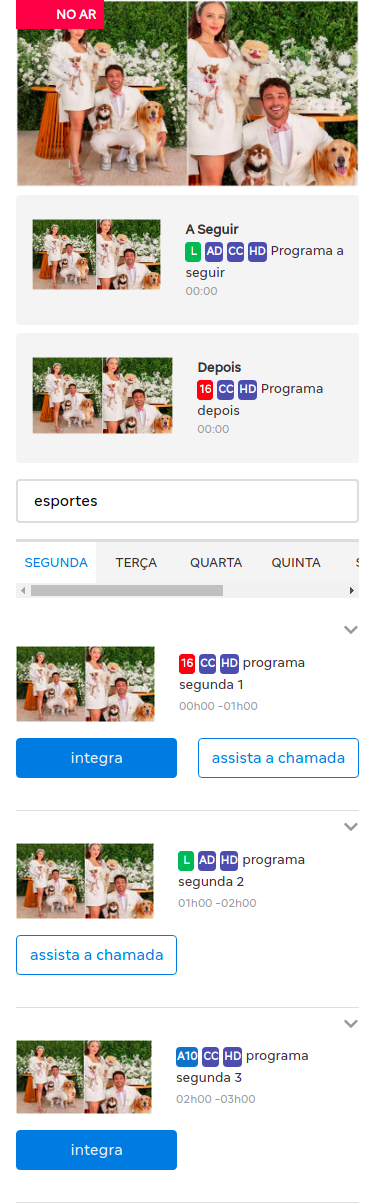 NO AR
A Seguir
L AD CC HD Programa a
seguir
00:00
Depois
16 CC HD Programa
depois
00:00
esportes
SEGUNDA TERÇA QUARTA QUINTA
16 CC HD programa
segunda 1
00h00 -01h00
integra assista a chamada
L AD HD programa
segunda 2
01h00 -02h00
assista a chamada
A10 CC HD programa
segunda 3
02h00 -03h00
integra